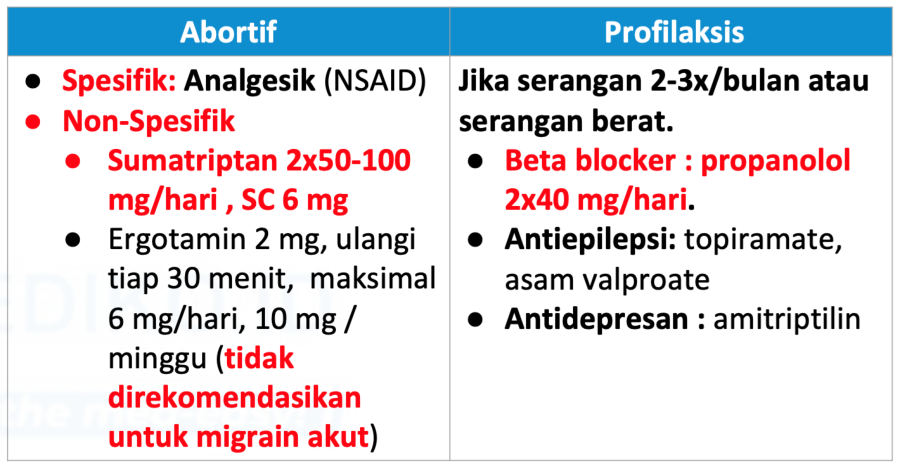 Abortif
● Spesifik: Analgesik (NSAID)
● Non-Spesifik
● Sumatriptan 2x50-100
mg/hari , SC 6 mg
● Ergotamin 2 mg, ulangi
tiap 30 menit,  maksimal
6 mg/hari, 10 mg /
minggu (tidak
direkomendasikan
untuk migrain akut)
Profilaksis
Jika serangan 2-3x/bulan atau
serangan berat.
● Beta blocker : propanolol
2x40 mg/hari.
● Antiepilepsi: topiramate,
asam valproate
● Antidepresan : amitriptilin